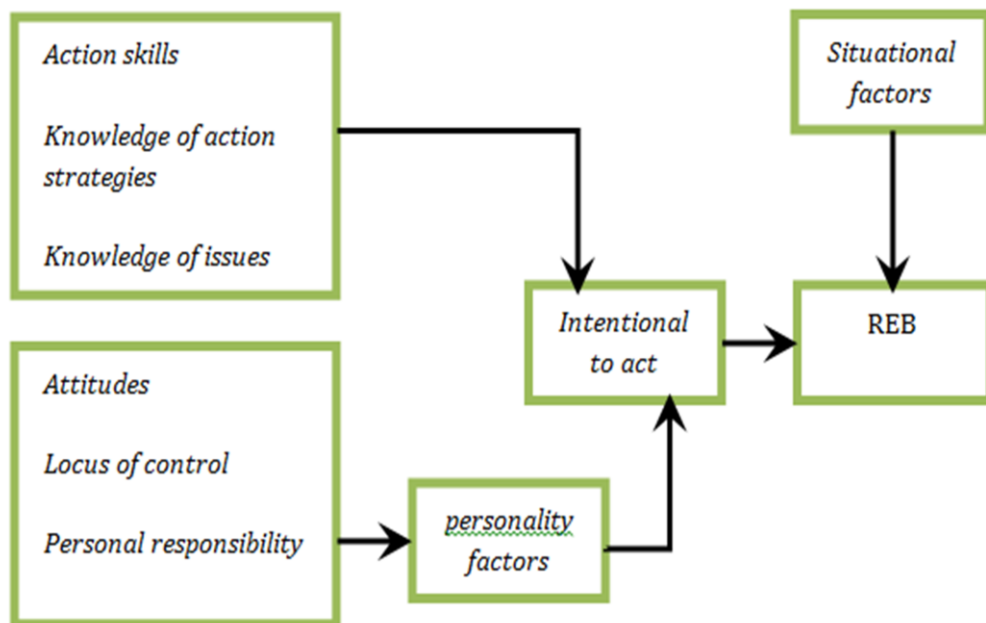 Action skills
Knowledge of action
strategies
Knowledge of issues
Situational
factors
Intentional
to act
REB
Attitudes
Locus of control
Personal responsibility
personality
factors